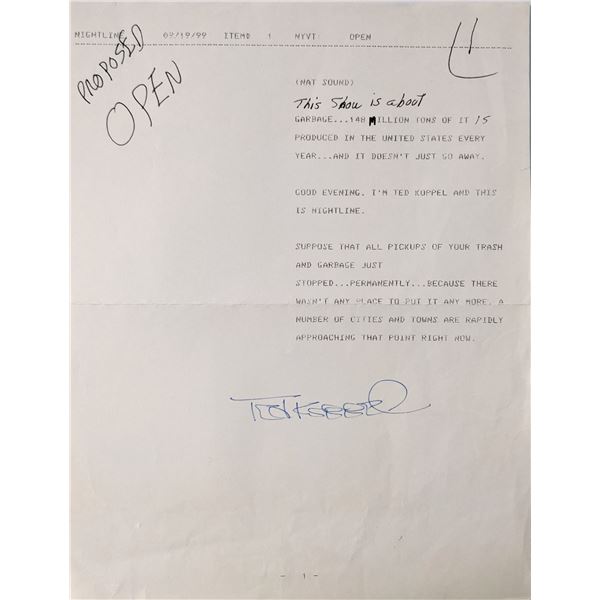 NIGHTLINE 09/19/99 ITEM# 1 NYVT: OPEN
PROPOSED
OPEN
(NAT SOUND)
This Show is about
GARBAGE...148 MILLION TONS OF IT IS
PRODUCED IN THE UNITED STATES EVERY
YEAR...AND IT DOESN'T JUST GO AWAY.
GOOD EVENING. I'M TED KOPPEL AND THIS
IS NIGHTLINE.
SUPPOSE THAT ALL PICKUPS OF YOUR TRASH
AND GARBAGE JUST
STOPPED...PERMANENTLY...BECAUSE THERE
WASN'T ANY PLACE TO PUT IT ANY MORE. A
NUMBER OF CITIES AND TOWNS ARE RAPIDLY
APPROACHING THAT POINT RIGHT NOW.
Ted Koppel
- 1 -